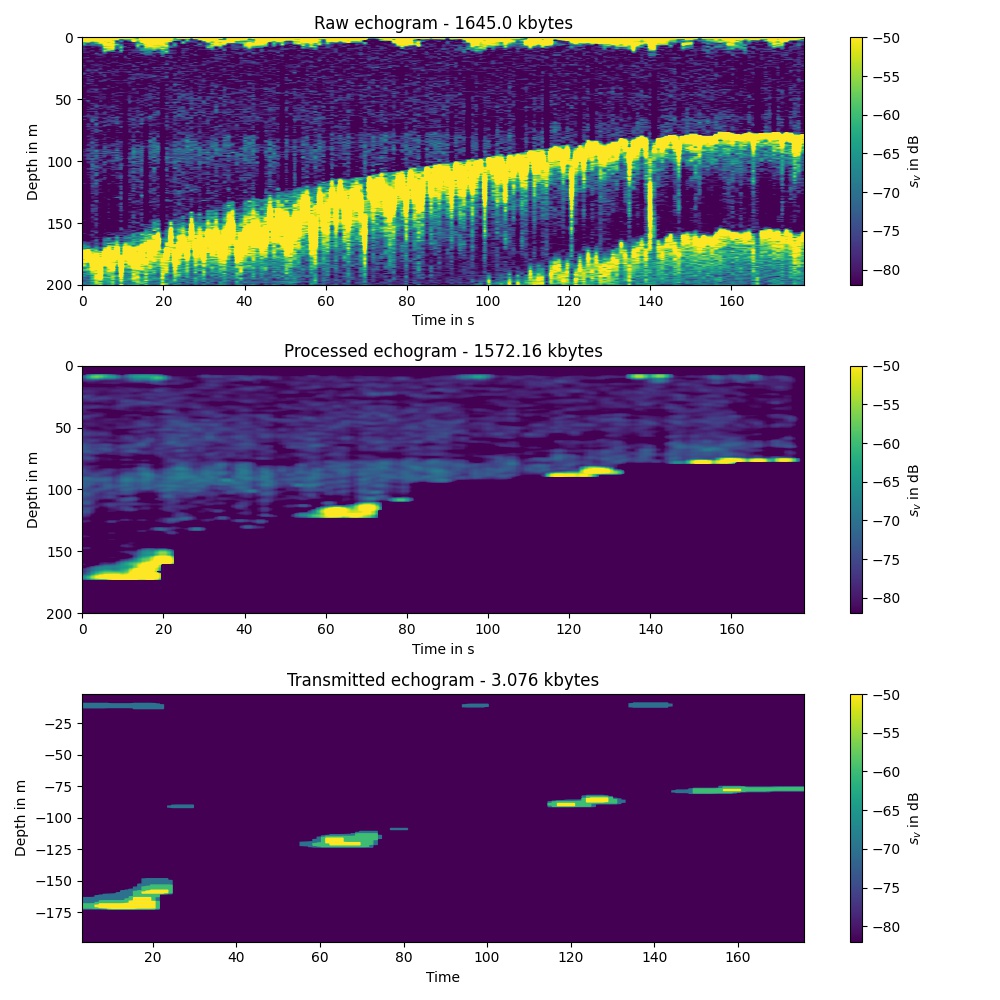 Raw echogram - 1645.0 kbytes
0
50
100
150
200
Depth in m
0 20 40 60 80 100 120 140 160
Time in s
−50
−55
−60
−65
−70
−75
−80
sv in dB
Processed echogram - 1572.16 kbytes
0
50
100
150
200
Depth in m
0 20 40 60 80 100 120 140 160
Time in s
−50
−55
−60
−65
−70
−75
−80
sv in dB
Transmitted echogram - 3.076 kbytes
−25
−50
−75
−100
−125
−150
−175
Depth in m
20 40 60 80 100 120 140 160
Time
−50
−55
−60
−65
−70
−75
−80
sv in dB